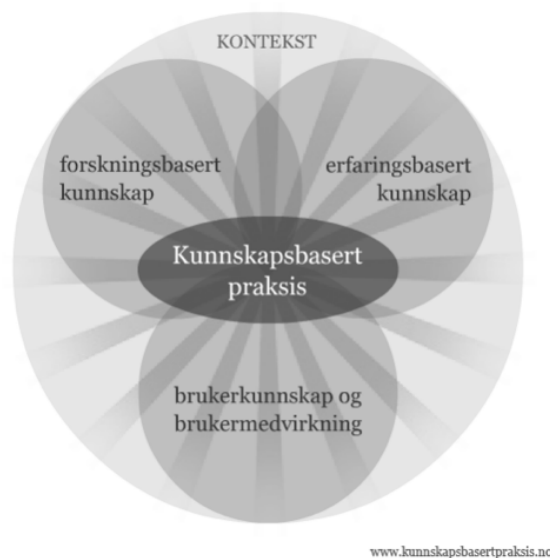 KONTEKST
forskningsbasert
kunnskap
erfaringsbasert
kunnskap
Kunnskapsbasert
praksis
brukerkunnskap og
brukermedvirkning
www.kunnskapsbasertpraksis.no